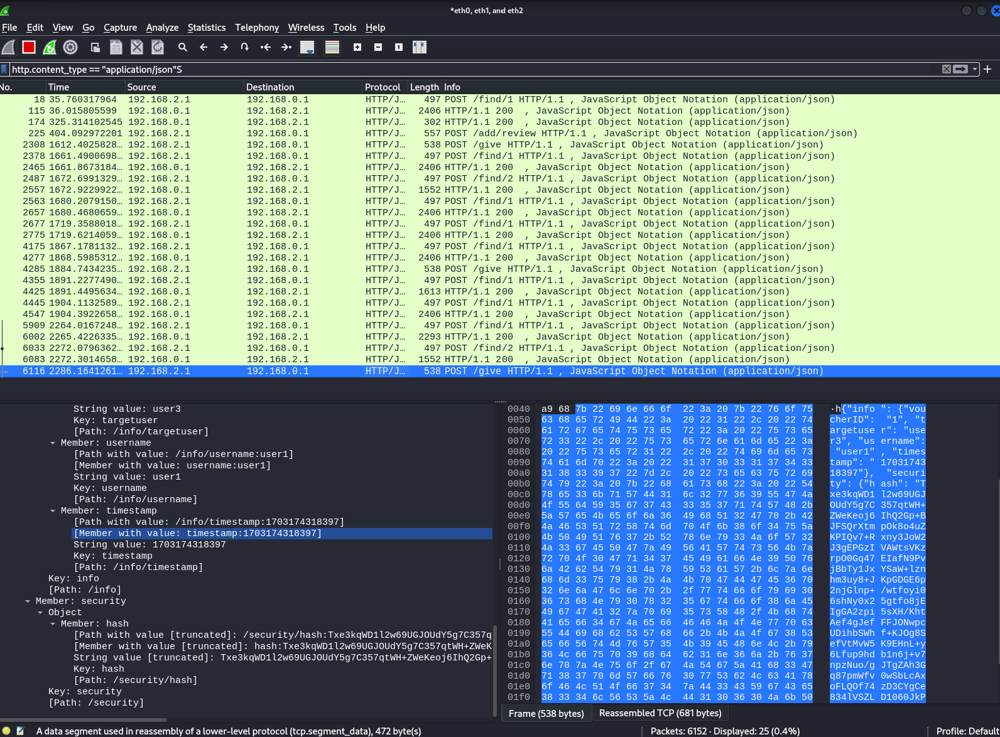 *eth0, eth1, and eth2
File Edit View Go Capture Analyze Statistics Telephony Wireless Tools Help
http.content_type == "application/json"S
No. Time Source Destination Protocol Length Info
18 35.760317964 192.168.2.1 192.168.0.1 HTTP/J… 497 POST /find/1 HTTP/1.1 , JavaScript Object Notation (application/json)
115 36.015805599 192.168.0.1 192.168.2.1 HTTP/J… 2406 HTTP/1.1 200 , JavaScript Object Notation (application/json)
174 325.314102545 192.168.0.1 192.168.2.1 HTTP/J… 302 HTTP/1.1 200 , JavaScript Object Notation (application/json)
225 404.092972201 192.168.2.1 192.168.0.1 HTTP/J… 557 POST /add/review HTTP/1.1 , JavaScript Object Notation (application/json)
2308 1612.4025828… 192.168.2.1 192.168.0.1 HTTP/J… 538 POST /give HTTP/1.1 , JavaScript Object Notation (application/json)
2378 1661.4900698… 192.168.2.1 192.168.0.1 HTTP/J… 497 POST /find/1 HTTP/1.1 , JavaScript Object Notation (application/json)
2465 1661.8673184… 192.168.0.1 192.168.2.1 HTTP/J… 2406 HTTP/1.1 200 , JavaScript Object Notation (application/json)
2487 1672.6991329… 192.168.2.1 192.168.0.1 HTTP/J… 497 POST /find/2 HTTP/1.1 , JavaScript Object Notation (application/json)
2557 1672.9229922… 192.168.0.1 192.168.2.1 HTTP/J… 1552 HTTP/1.1 200 , JavaScript Object Notation (application/json)
2563 1680.2079150… 192.168.2.1 192.168.0.1 HTTP/J… 497 POST /find/1 HTTP/1.1 , JavaScript Object Notation (application/json)
2657 1680.4680659… 192.168.0.1 192.168.2.1 HTTP/J… 2406 HTTP/1.1 200 , JavaScript Object Notation (application/json)
2677 1719.3588018… 192.168.2.1 192.168.0.1 HTTP/J… 497 POST /find/1 HTTP/1.1 , JavaScript Object Notation (application/json)
2775 1719.6214059… 192.168.0.1 192.168.2.1 HTTP/J… 2406 HTTP/1.1 200 , JavaScript Object Notation (application/json)
4175 1867.1781132… 192.168.2.1 192.168.0.1 HTTP/J… 497 POST /find/1 HTTP/1.1 , JavaScript Object Notation (application/json)
4277 1868.5985312… 192.168.0.1 192.168.2.1 HTTP/J… 2406 HTTP/1.1 200 , JavaScript Object Notation (application/json)
4285 1884.7434235… 192.168.2.1 192.168.0.1 HTTP/J… 538 POST /give HTTP/1.1 , JavaScript Object Notation (application/json)
4355 1891.2277490… 192.168.2.1 192.168.0.1 HTTP/J… 497 POST /find/1 HTTP/1.1 , JavaScript Object Notation (application/json)
4425 1891.4495634… 192.168.0.1 192.168.2.1 HTTP/J… 1613 HTTP/1.1 200 , JavaScript Object Notation (application/json)
4445 1904.1132589… 192.168.2.1 192.168.0.1 HTTP/J… 497 POST /find/1 HTTP/1.1 , JavaScript Object Notation (application/json)
4547 1904.3922658… 192.168.0.1 192.168.2.1 HTTP/J… 2406 HTTP/1.1 200 , JavaScript Object Notation (application/json)
5909 2264.0167248… 192.168.2.1 192.168.0.1 HTTP/J… 497 POST /find/1 HTTP/1.1 , JavaScript Object Notation (application/json)
6002 2265.4226335… 192.168.0.1 192.168.2.1 HTTP/J… 2293 HTTP/1.1 200 , JavaScript Object Notation (application/json)
6033 2272.0796362… 192.168.2.1 192.168.0.1 HTTP/J… 497 POST /find/2 HTTP/1.1 , JavaScript Object Notation (application/json)
6083 2272.3014658… 192.168.0.1 192.168.2.1 HTTP/J… 1552 HTTP/1.1 200 , JavaScript Object Notation (application/json)
6116 2286.1641261… 192.168.2.1 192.168.0.1 HTTP/J… 538 POST /give HTTP/1.1 , JavaScript Object Notation (application/json)
String value: user3
Key: targetuser
[Path: /info/targetuser]
Member: username
[Path with value: /info/username:user1]
[Member with value: username:user1]
String value: user1
Key: username
[Path: /info/username]
Member: timestamp
[Path with value: /info/timestamp:1703174318397]
[Member with value: timestamp:1703174318397]
String value: 1703174318397
Key: timestamp
[Path: /info/timestamp]
Key: info
[Path: /info]
Member: security
Object
Member: hash
[Path with value [truncated]: /security/hash:Txe3kqWD1l2w69UGJOUdY5g7C357q
[Member with value [truncated]: hash:Txe3kqWD1l2w69UGJOUdY5g7C357qtWH+ZWeK
String value [truncated]: Txe3kqWD1l2w69UGJOUdY5g7C357qtWH+ZWeKeoj6IhQ2Gp+
Key: hash
[Path: /security/hash]
Key: security
[Path: /security]
0040 a9 68 7b 22 69 6e 66 6f 22 3a 20 7b 22 76 6f 75 ·h{"info ": {"vou
0050 63 68 65 72 49 44 22 3a 20 22 31 22 2c 20 22 74 cherID": "1", "t
0060 61 72 67 65 74 75 73 65 72 22 3a 20 22 75 73 65 argetuse r": "use
0070 72 33 22 2c 20 22 75 73 65 72 6e 61 6d 65 22 3a r3", "us ername":
0080 20 22 75 73 65 72 31 22 2c 20 22 74 69 6d 65 73 "user1" , "times
0090 74 61 6d 70 22 3a 20 22 31 37 30 33 31 37 34 33 tamp": " 17031743
00a0 31 38 33 39 37 22 7d 2c 20 22 73 65 63 75 72 69 18397"}, "securi
00b0 74 79 22 3a 20 7b 22 68 61 73 68 22 3a 20 22 54 ty": {"h ash": "T
00c0 78 65 33 6b 71 57 44 31 6c 32 77 36 39 55 47 4a xe3kqWD1 l2w69UGJ
00d0 4f 55 64 59 35 67 37 43 33 35 37 71 74 57 48 2b OUdY5g7C 357qtWH+
00e0 5a 57 65 4b 65 6f 6a 36 49 68 51 32 47 70 2b 42 ZWeKeoj6 IhQ2Gp+B
00f0 4a 46 53 51 72 58 74 6d 70 4f 6b 38 6f 34 75 5a JFSQrXtm pOk8o4uZ
0100 4b 50 49 51 76 37 2b 52 78 6e 79 33 4a 6f 57 32 KPIQv7+R xny3JoW2
0110 4a 33 67 45 50 47 7a 49 56 41 57 74 73 56 4b 7a J3gEPGzI VAWtsVKz
0120 72 70 4f 30 47 71 34 37 45 49 61 66 4e 39 50 76 rpO0Gq47 EIafN9Pv
0130 6a 42 62 54 79 31 4a 78 59 53 61 57 2b 6c 7a 6e jBbTy1Jx YSaW+lzn
0140 68 6d 33 75 79 38 2b 4a 4b 70 47 44 47 45 36 70 hm3uy8+J KpGDGE6p
0150 32 6e 6a 47 6c 6e 70 2b 2f 77 74 66 6f 79 69 30 2njGlnp+ /wtfoyi0
0160 36 73 68 4e 79 30 78 32 35 67 74 66 6f 38 6a 45 6shNy0x2 5gtfo8jE
0170 49 67 47 41 32 7a 70 69 35 73 58 48 2f 4b 68 74 IgGA2zpi 5sXH/Kht
0180 41 65 66 34 67 4a 65 66 46 46 4a 4f 4e 77 70 63 Aef4gJef FFJONwpc
0190 55 44 69 68 62 53 57 68 66 2b 4b 4a 4f 67 38 53 UDihbSWh f+KJOg8S
01a0 65 66 56 74 4d 76 57 35 4b 39 45 48 6e 4c 2b 79 efVtMvW5 K9EHnL+y
01b0 36 4c 66 75 70 39 68 64 62 31 6e 36 6a 2b 76 37 6Lfup9hd b1n6j+v7
01c0 6e 70 7a 4e 75 6f 2f 67 4a 54 67 5a 41 68 33 47 npzNuo/g JTgZAh3G
01d0 71 38 37 70 6d 57 66 76 30 77 53 62 4c 63 41 78 q87pmWfv 0wSbLcAx
01e0 6f 46 4c 51 4f 66 37 34 7a 44 33 43 59 67 43 65 oFLQOf74 zD3CYgCe
01f0 38 33 34 6c 56 53 5a 4c 44 31 30 36 30 4a 6b 50 834lVSZL D1060JkP
Frame (538 bytes) Reassembled TCP (681 bytes)
A data segment used in reassembly of a lower-level protocol (tcp.segment_data), 472 byte(s) Packets: 6152 · Displayed: 25 (0.4%) Profile: Default